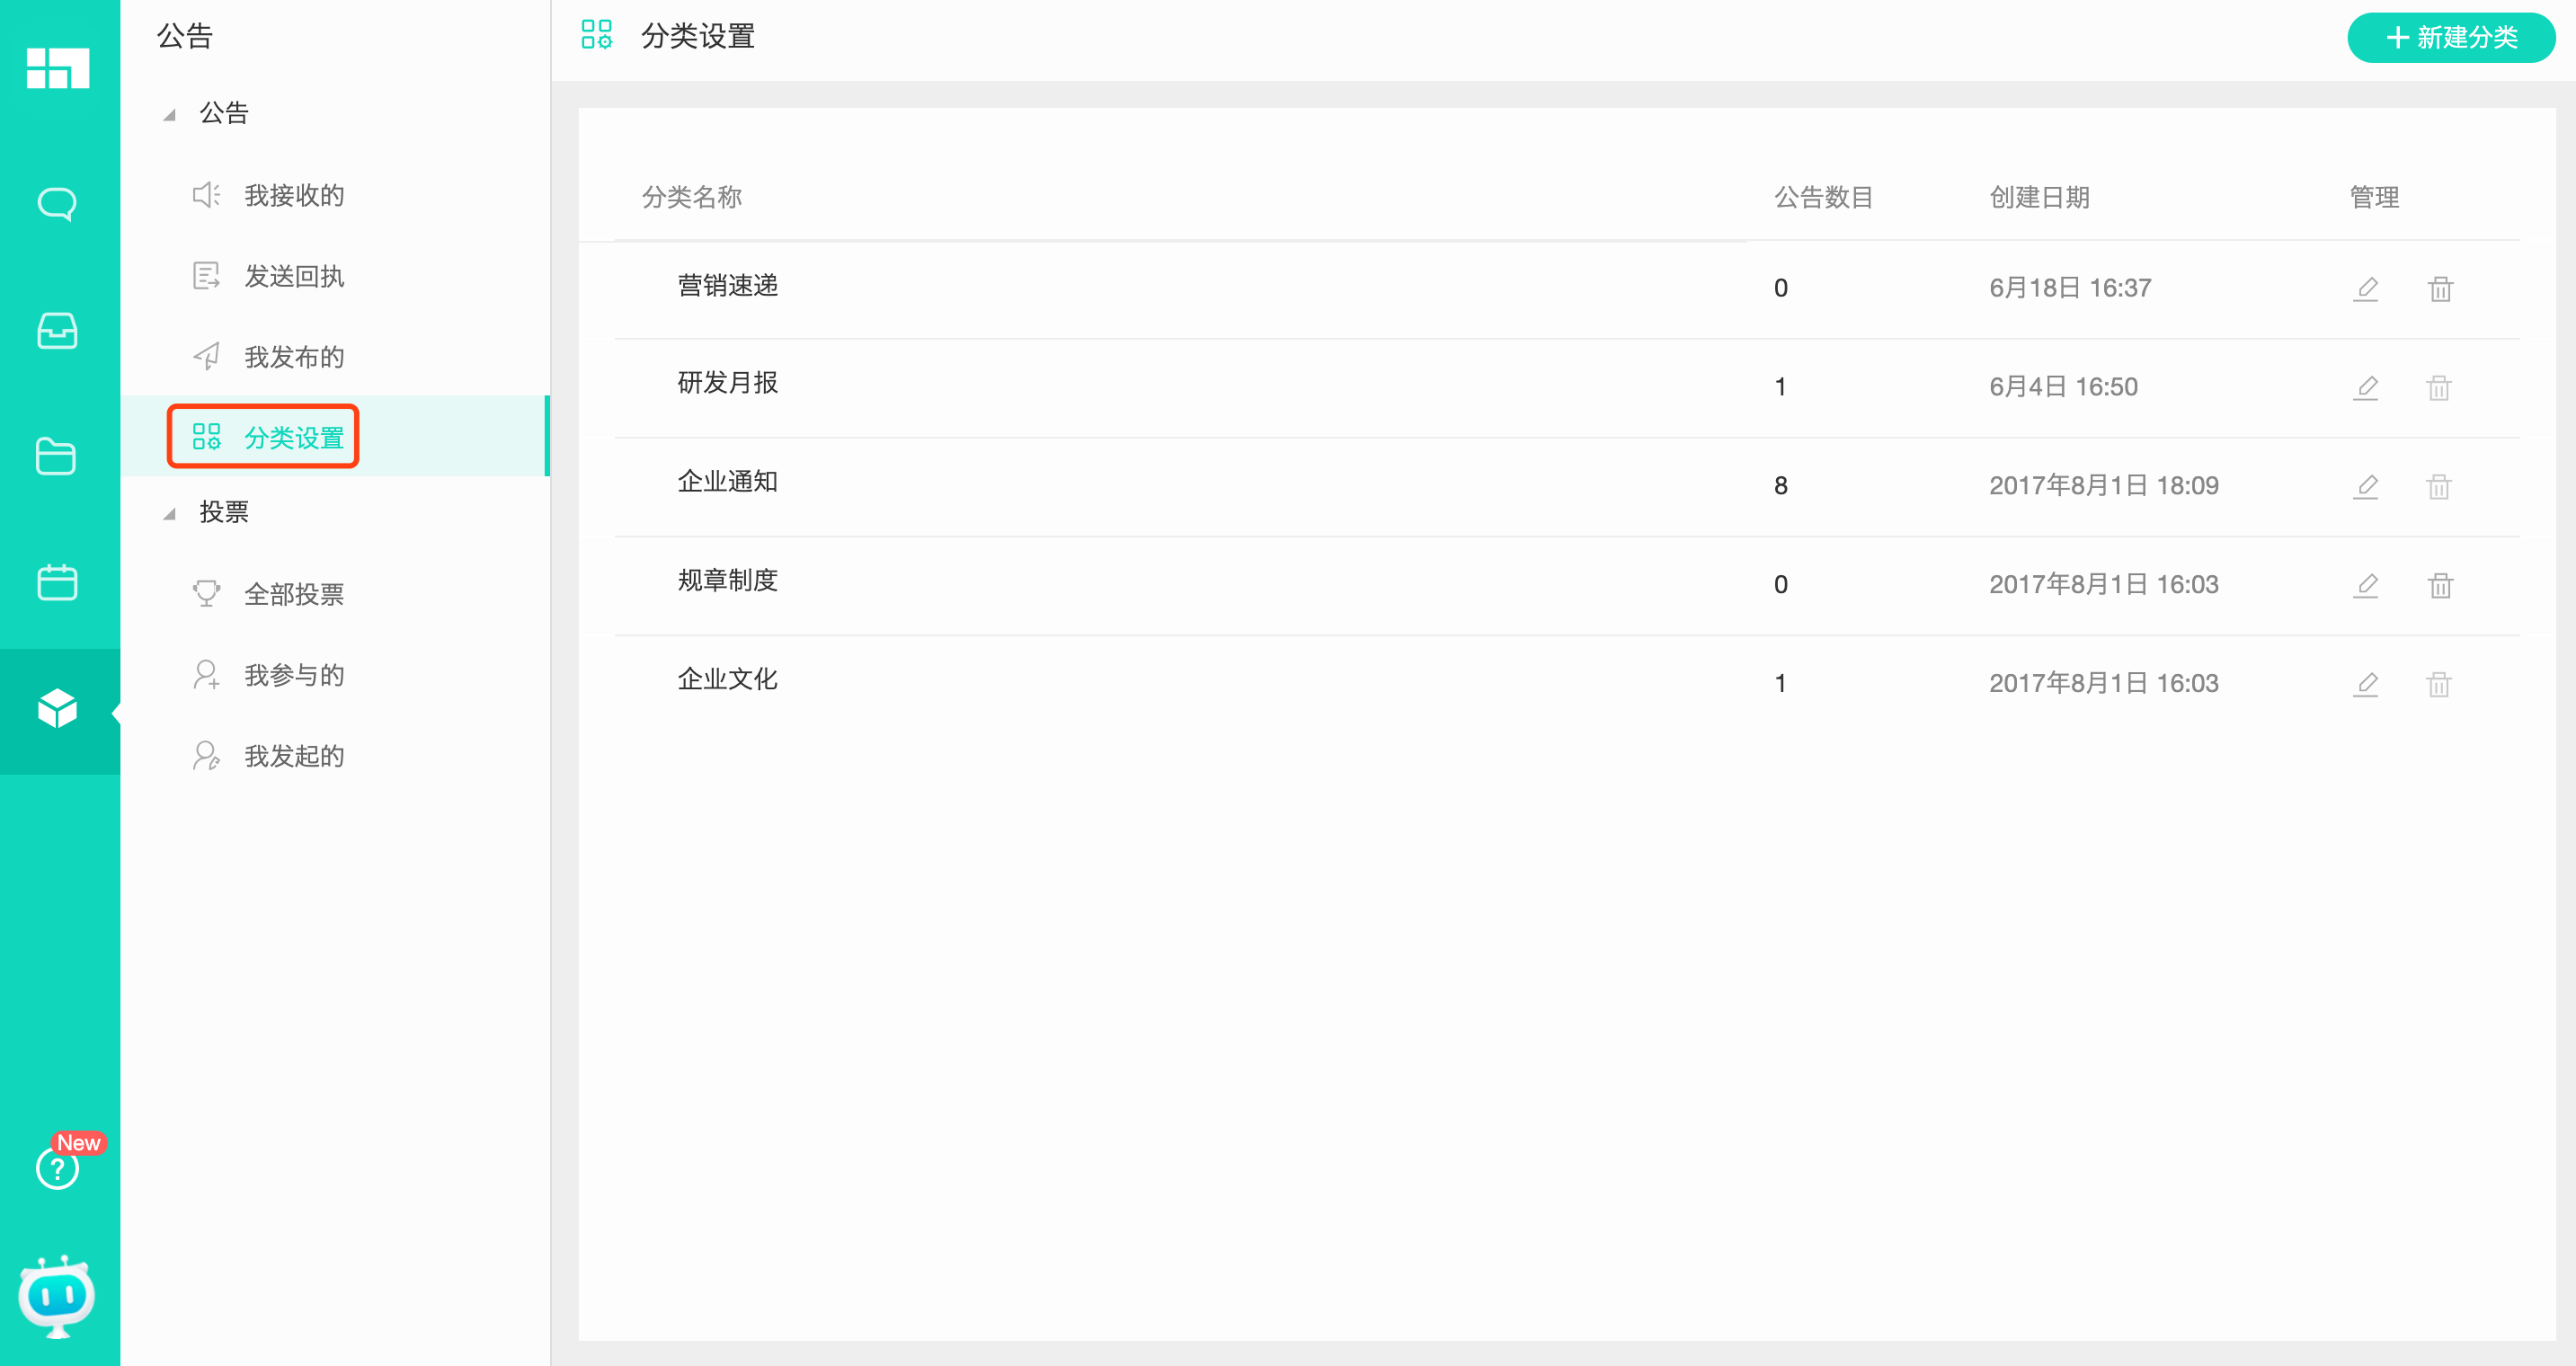 公告
公告
我接收的
发送回执
我发布的
分类设置
投票
全部投票
我参与的
我发起的
New
?
分类设置
新建分类
分类名称 公告数目 创建日期 管理
营销速递 0 6月18日 16:37
研发月报 1 6月4日 16:50
企业通知 8 2017年8月1日 18:09
规章制度 0 2017年8月1日 16:03
企业文化 1 2017年8月1日 16:03